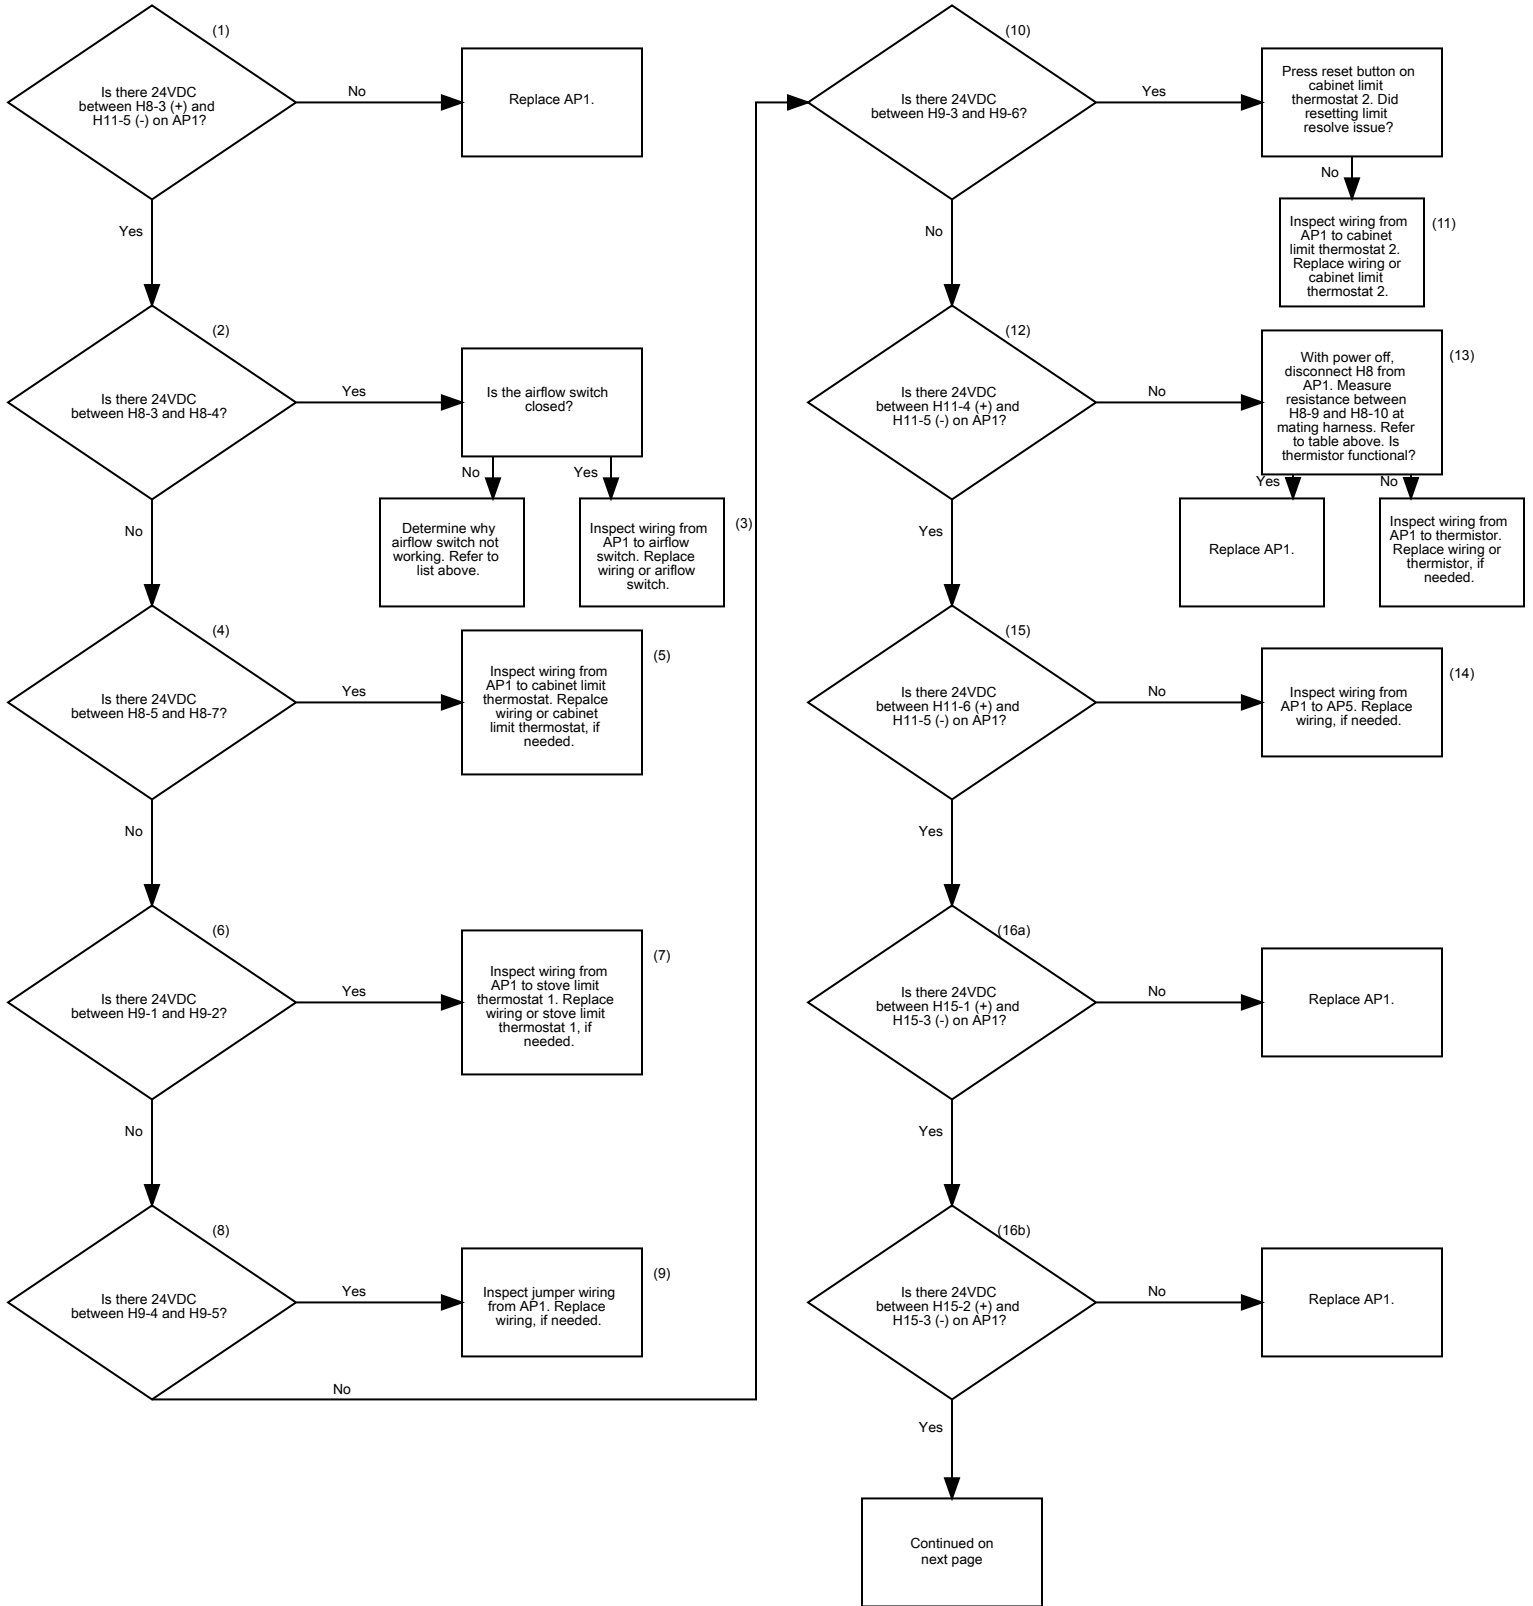 (1)
Is there 24VDC
between H8-3 (+) and
H11-5 (-) on AP1?
No
Replace AP1.
Yes
(2)
Is there 24VDC
between H8-3 and H8-4?
Yes
Is the airflow switch
closed?
No
Yes
Determine why
airflow switch not
working. Refer to
list above.
Inspect wiring from
AP1 to airflow
switch. Replace
wiring or ariflow
switch.
(3)
No
(4)
Is there 24VDC
between H8-5 and H8-7?
Yes
(5)
Inspect wiring from
AP1 to cabinet limit
thermostat. Repalce
wiring or cabinet
limit thermostat, if
needed.
No
(6)
Is there 24VDC
between H9-1 and H9-2?
Yes
(7)
Inspect wiring from
AP1 to stove limit
thermostat 1. Replace
wiring or stove limit
thermostat 1, if
needed.
No
(8)
Is there 24VDC
between H9-4 and H9-5?
Yes
(9)
Inspect jumper wiring
from AP1. Replace
wiring, if needed.
No
(10)
Is there 24VDC
between H9-3 and H9-6?
Yes
Press reset button on
cabinet limit
thermostat 2. Did
resetting limit
resolve issue?
No
(11)
Inspect wiring from
AP1 to cabinet
limit thermostat 2.
Replace wiring or
cabinet limit
thermostat 2.
No
(12)
Is there 24VDC
between H11-4 (+) and
H11-5 (-) on AP1?
No
(13)
With power off,
disconnect H8 from
AP1. Measure
resistance between
H8-9 and H8-10 at
mating harness. Refer
to table above. Is
thermistor functional?
Yes
No
Replace AP1.
Inspect wiring from
AP1 to thermistor.
Replace wiring or
thermistor, if
needed.
Yes
(15)
Is there 24VDC
between H11-6 (+) and
H11-5 (-) on AP1?
No
(14)
Inspect wiring from
AP1 to AP5. Replace
wiring, if needed.
Yes
(16a)
Is there 24VDC
between H15-1 (+) and
H15-3 (-) on AP1?
No
Replace AP1.
Yes
(16b)
Is there 24VDC
between H15-2 (+) and
H15-3 (-) on AP1?
No
Replace AP1.
Yes
Continued on
next page